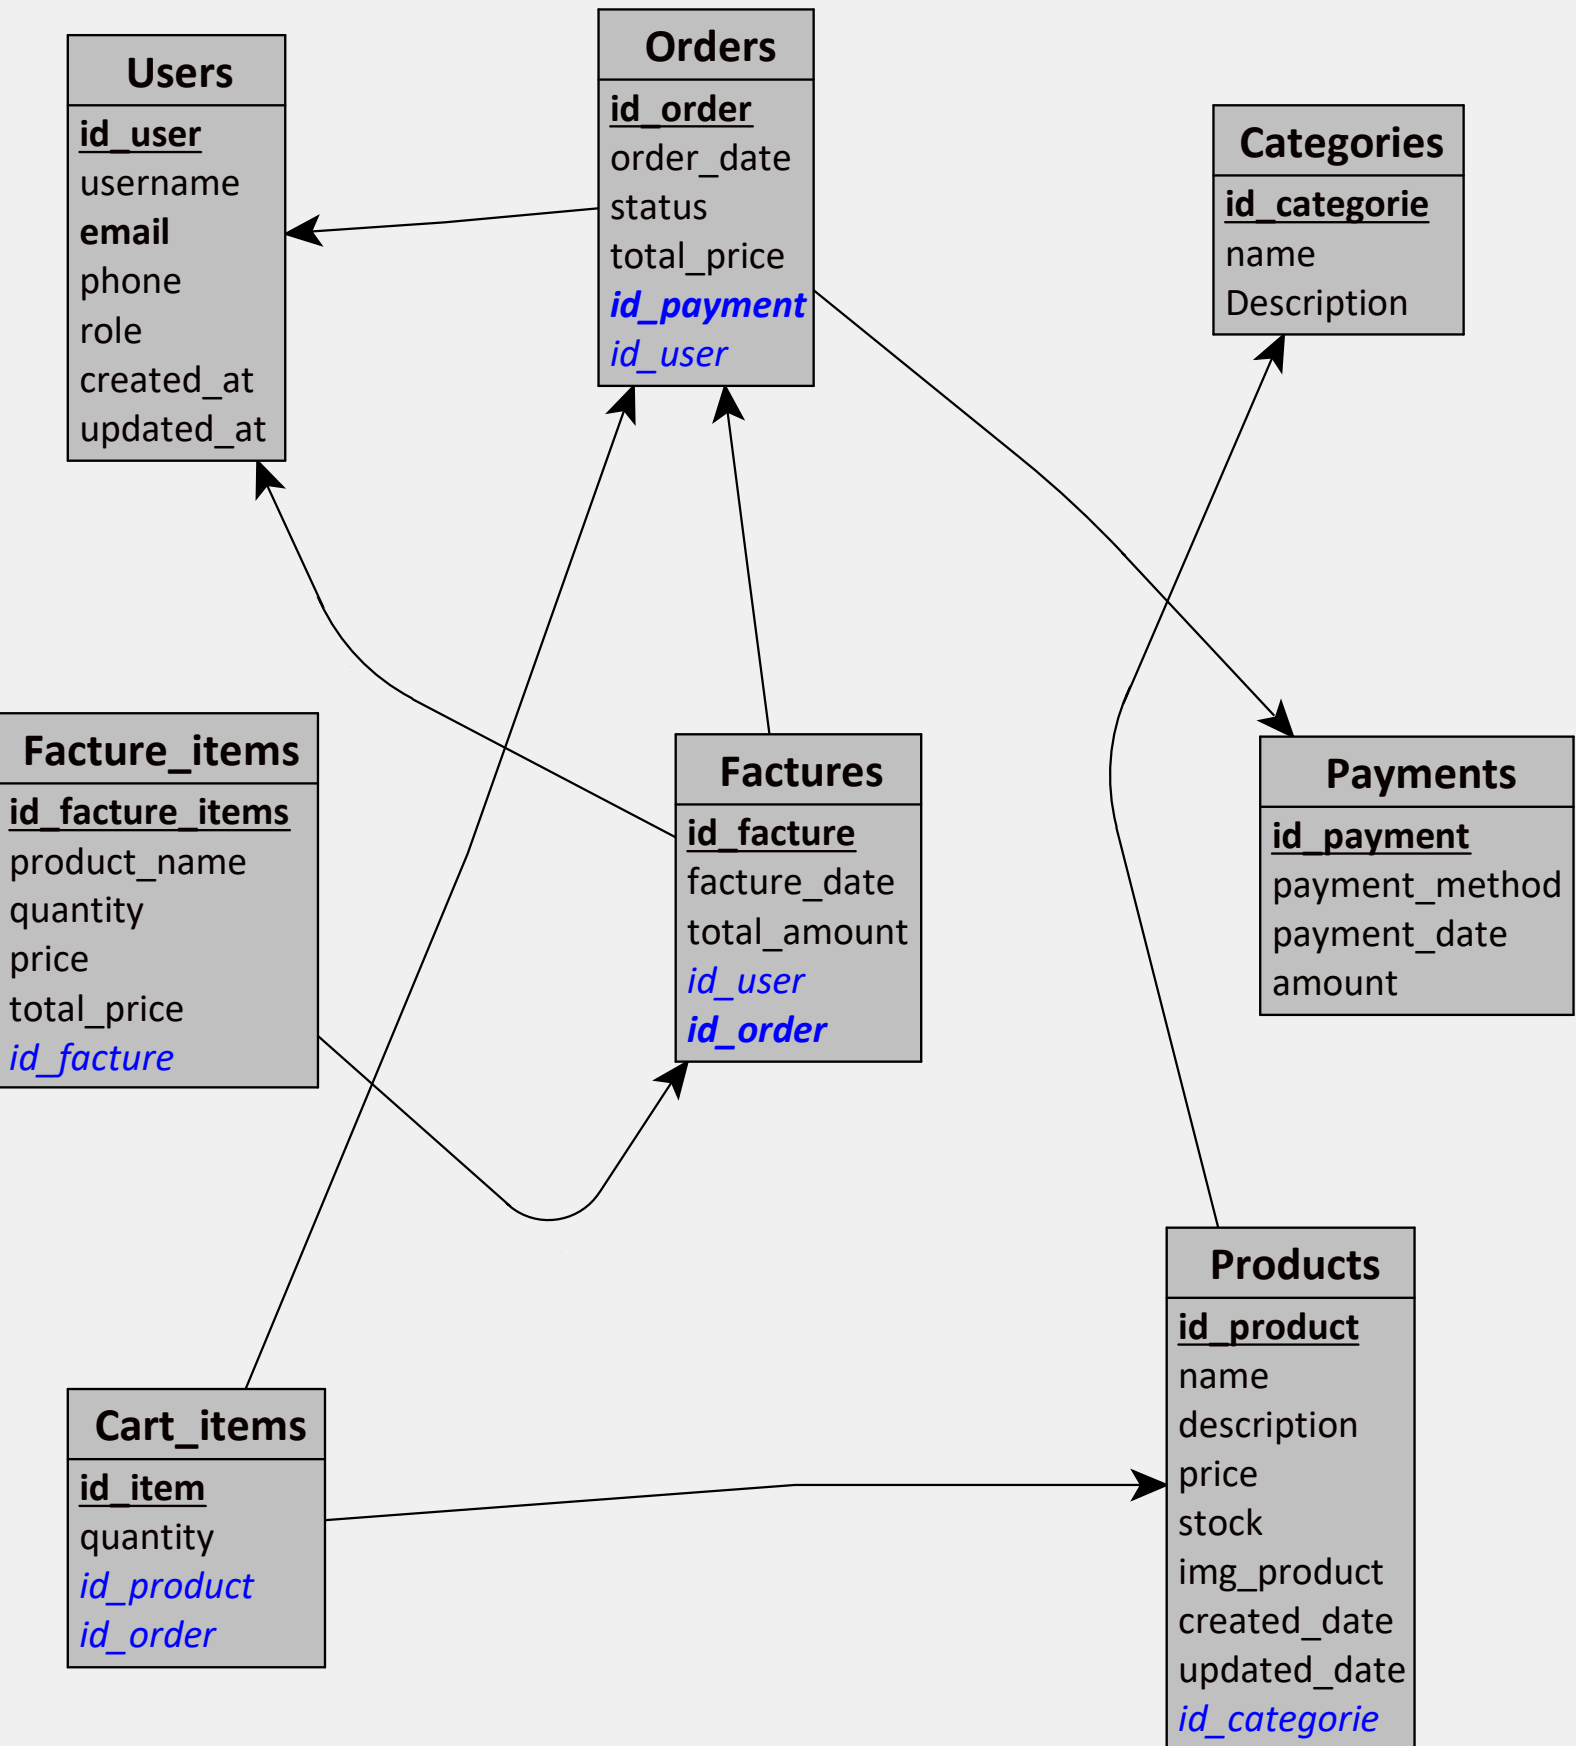 Users
id_user
username
email
phone
role
created_at
updated_at
Orders
id_order
order_date
status
total_price
id_payment
id_user
Categories
id_categorie
name
Description
Facture_items
id_facture_items
product_name
quantity
price
total_price
id_facture
Factures
id_facture
facture_date
total_amount
id_user
id_order
Payments
id_payment
payment_method
payment_date
amount
Cart_items
id_item
quantity
id_product
id_order
Products
id_product
name
description
price
stock
img_product
created_date
updated_date
id_categorie